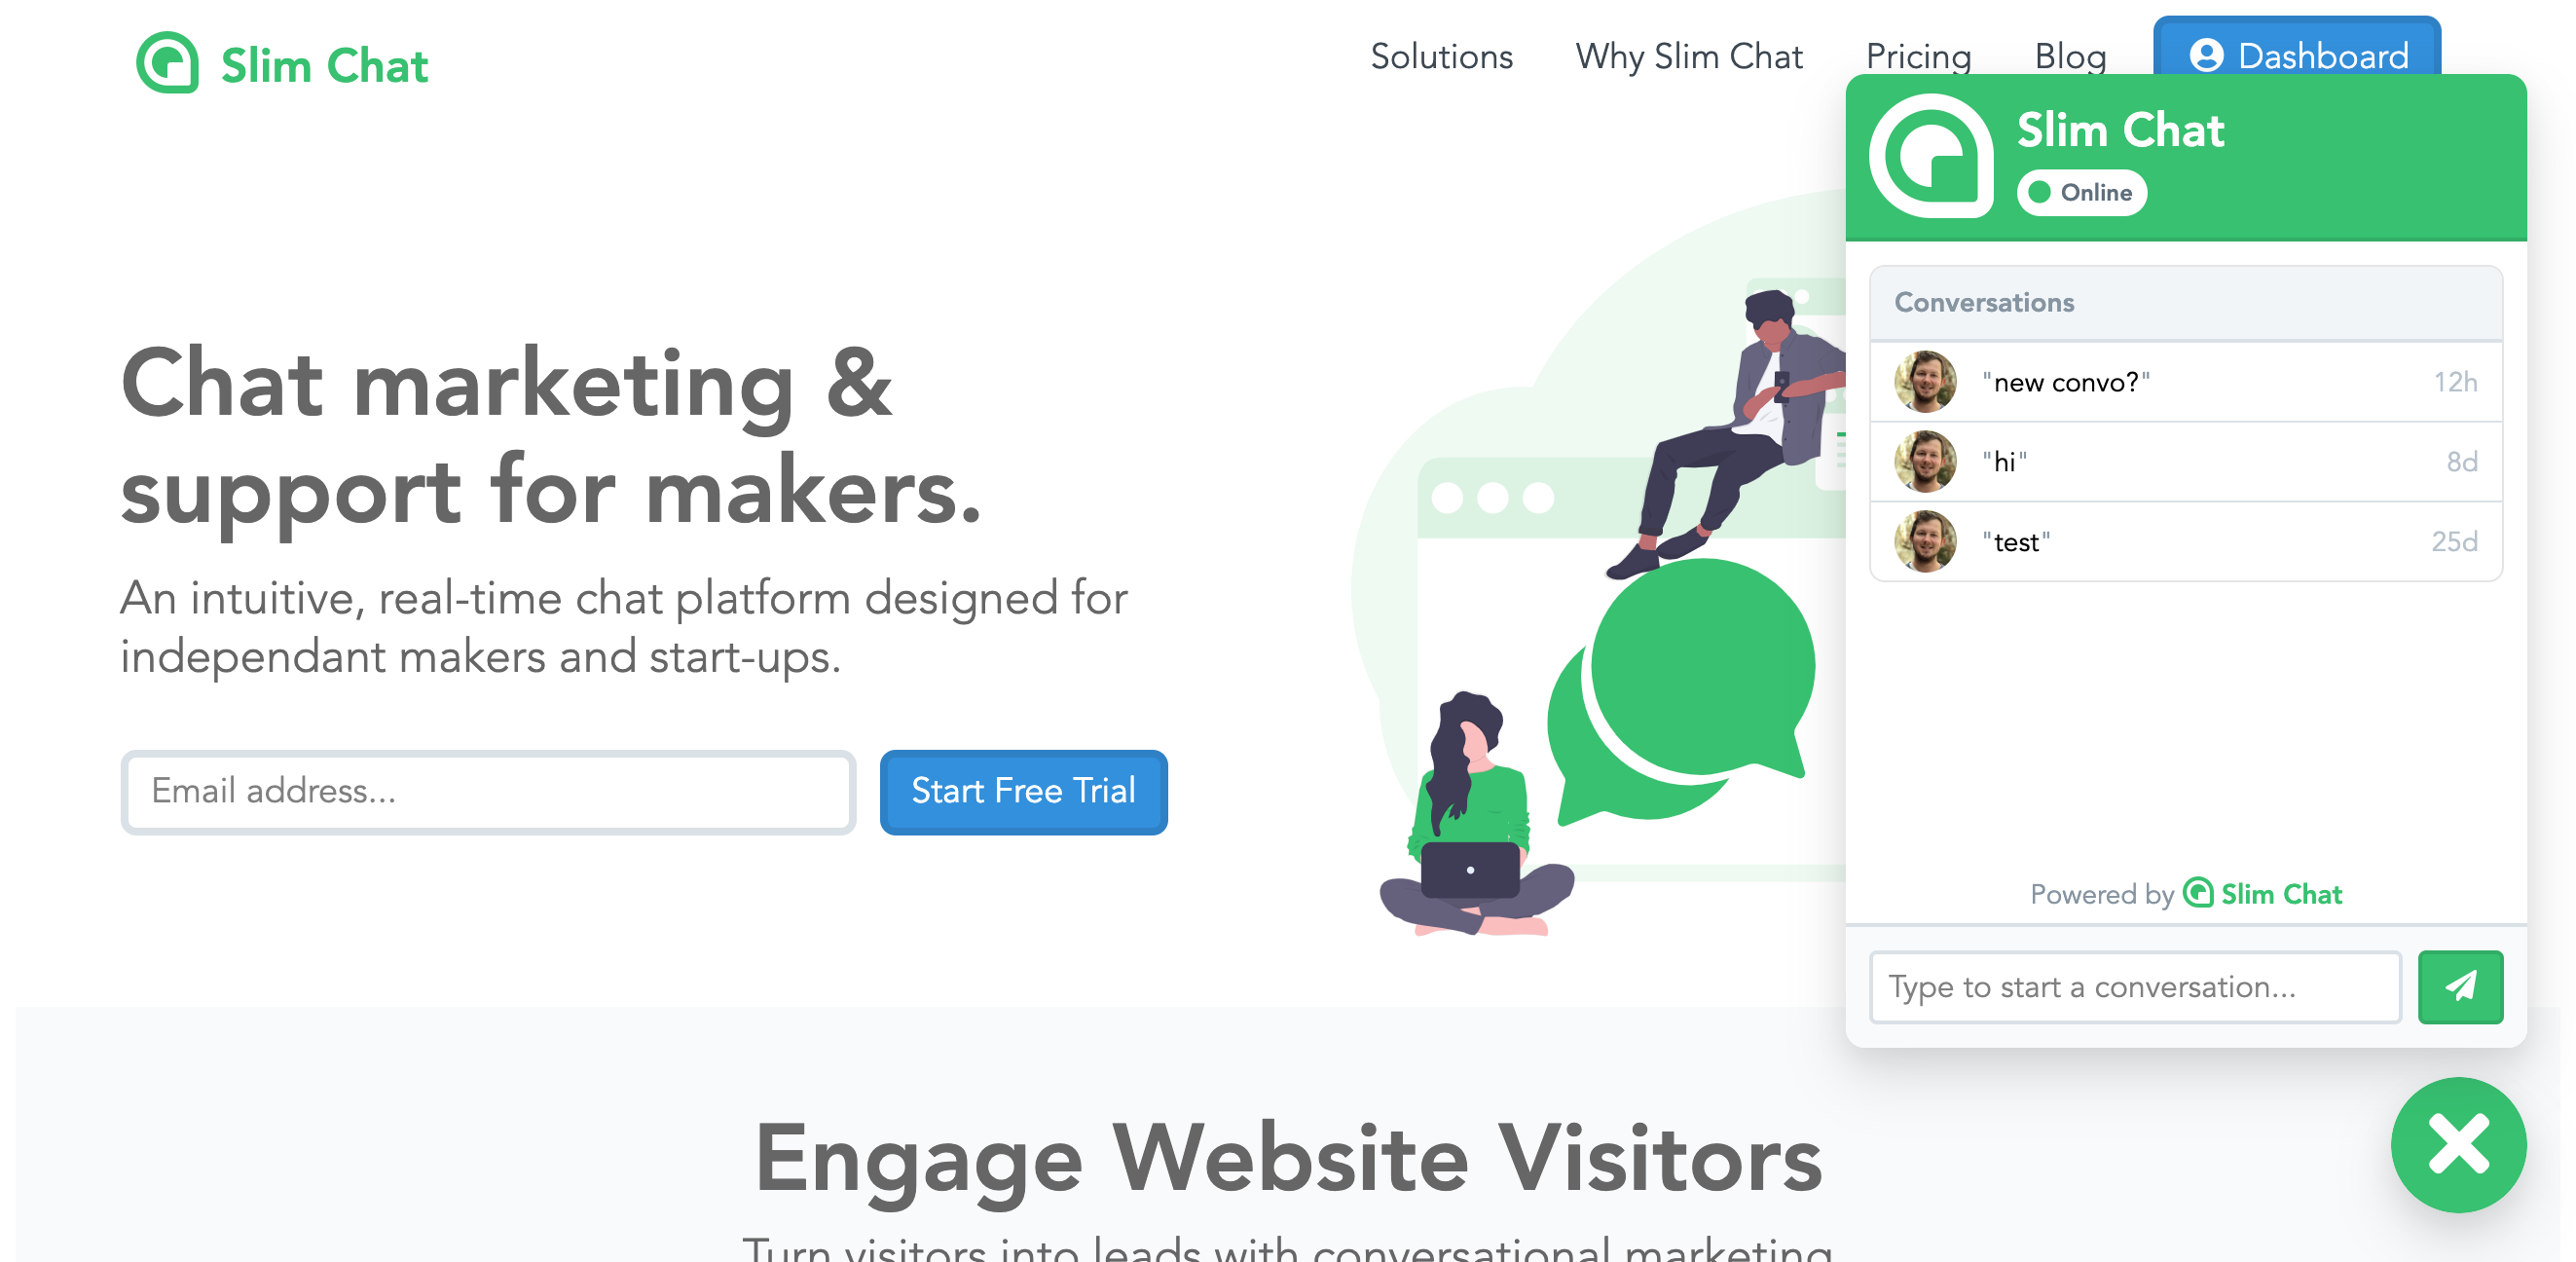 Slim Chat
Solutions
Why Slim Chat
Pricing
Blog
Dashboard
Chat marketing &
support for makers.
An intuitive, real-time chat platform designed for
independant makers and start-ups.
Email address...
Start Free Trial
Slim Chat
Online
Conversations
"new convo?"
12h
"hi"
8d
"test"
25d
Powered by Slim Chat
Type to start a conversation...
Engage Website Visitors
Turn visitors into leads with conversational marketing